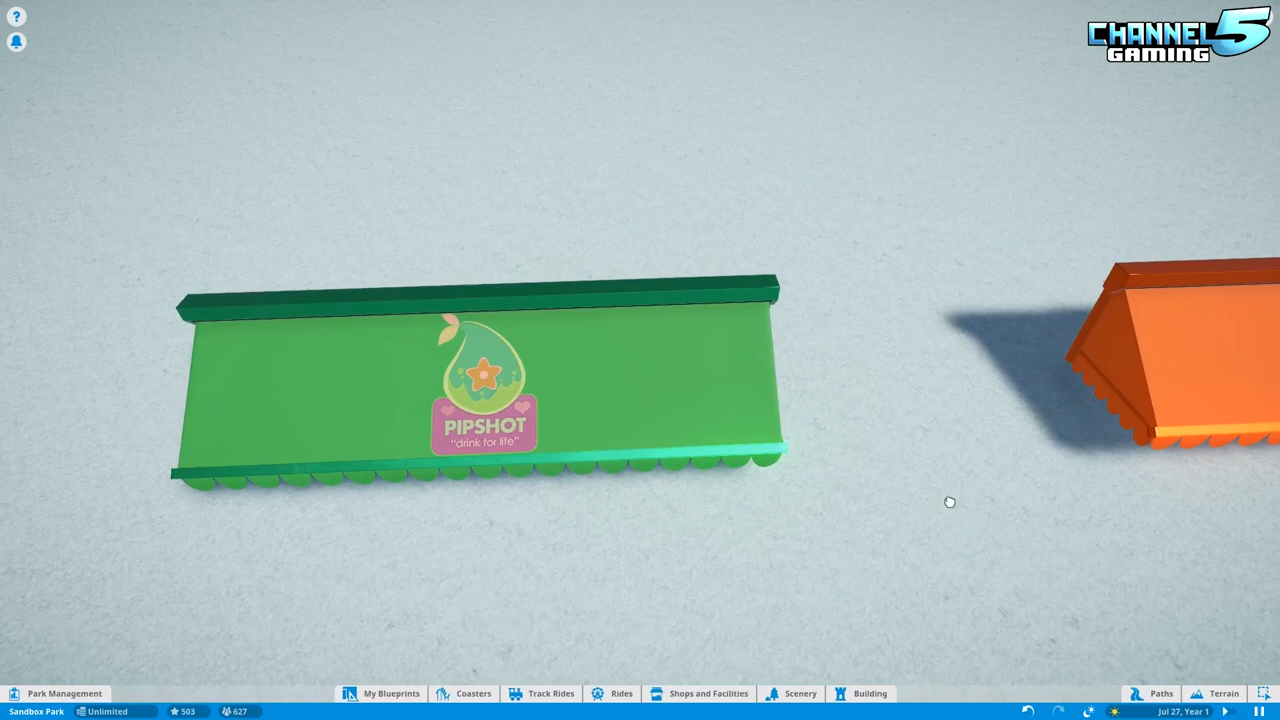 ?
CHANNEL 5
GAMING
PIPSHOT
"drink for life"
Park Management
My Blueprints
Coasters
Track Rides
Rides
Shops and Facilities
Scenery
Building
Paths
Terrain
Sandbox Park
Unlimited
503
627
Jul 27, Year 1